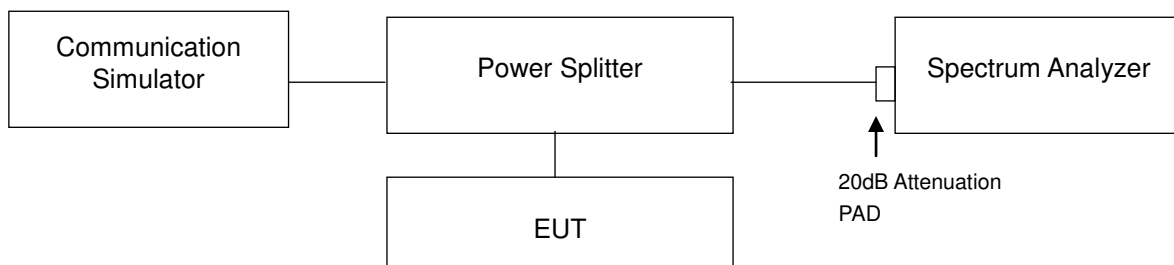 Communication
Simulator
Power Splitter
Spectrum Analyzer
20dB Attenuation
PAD
EUT